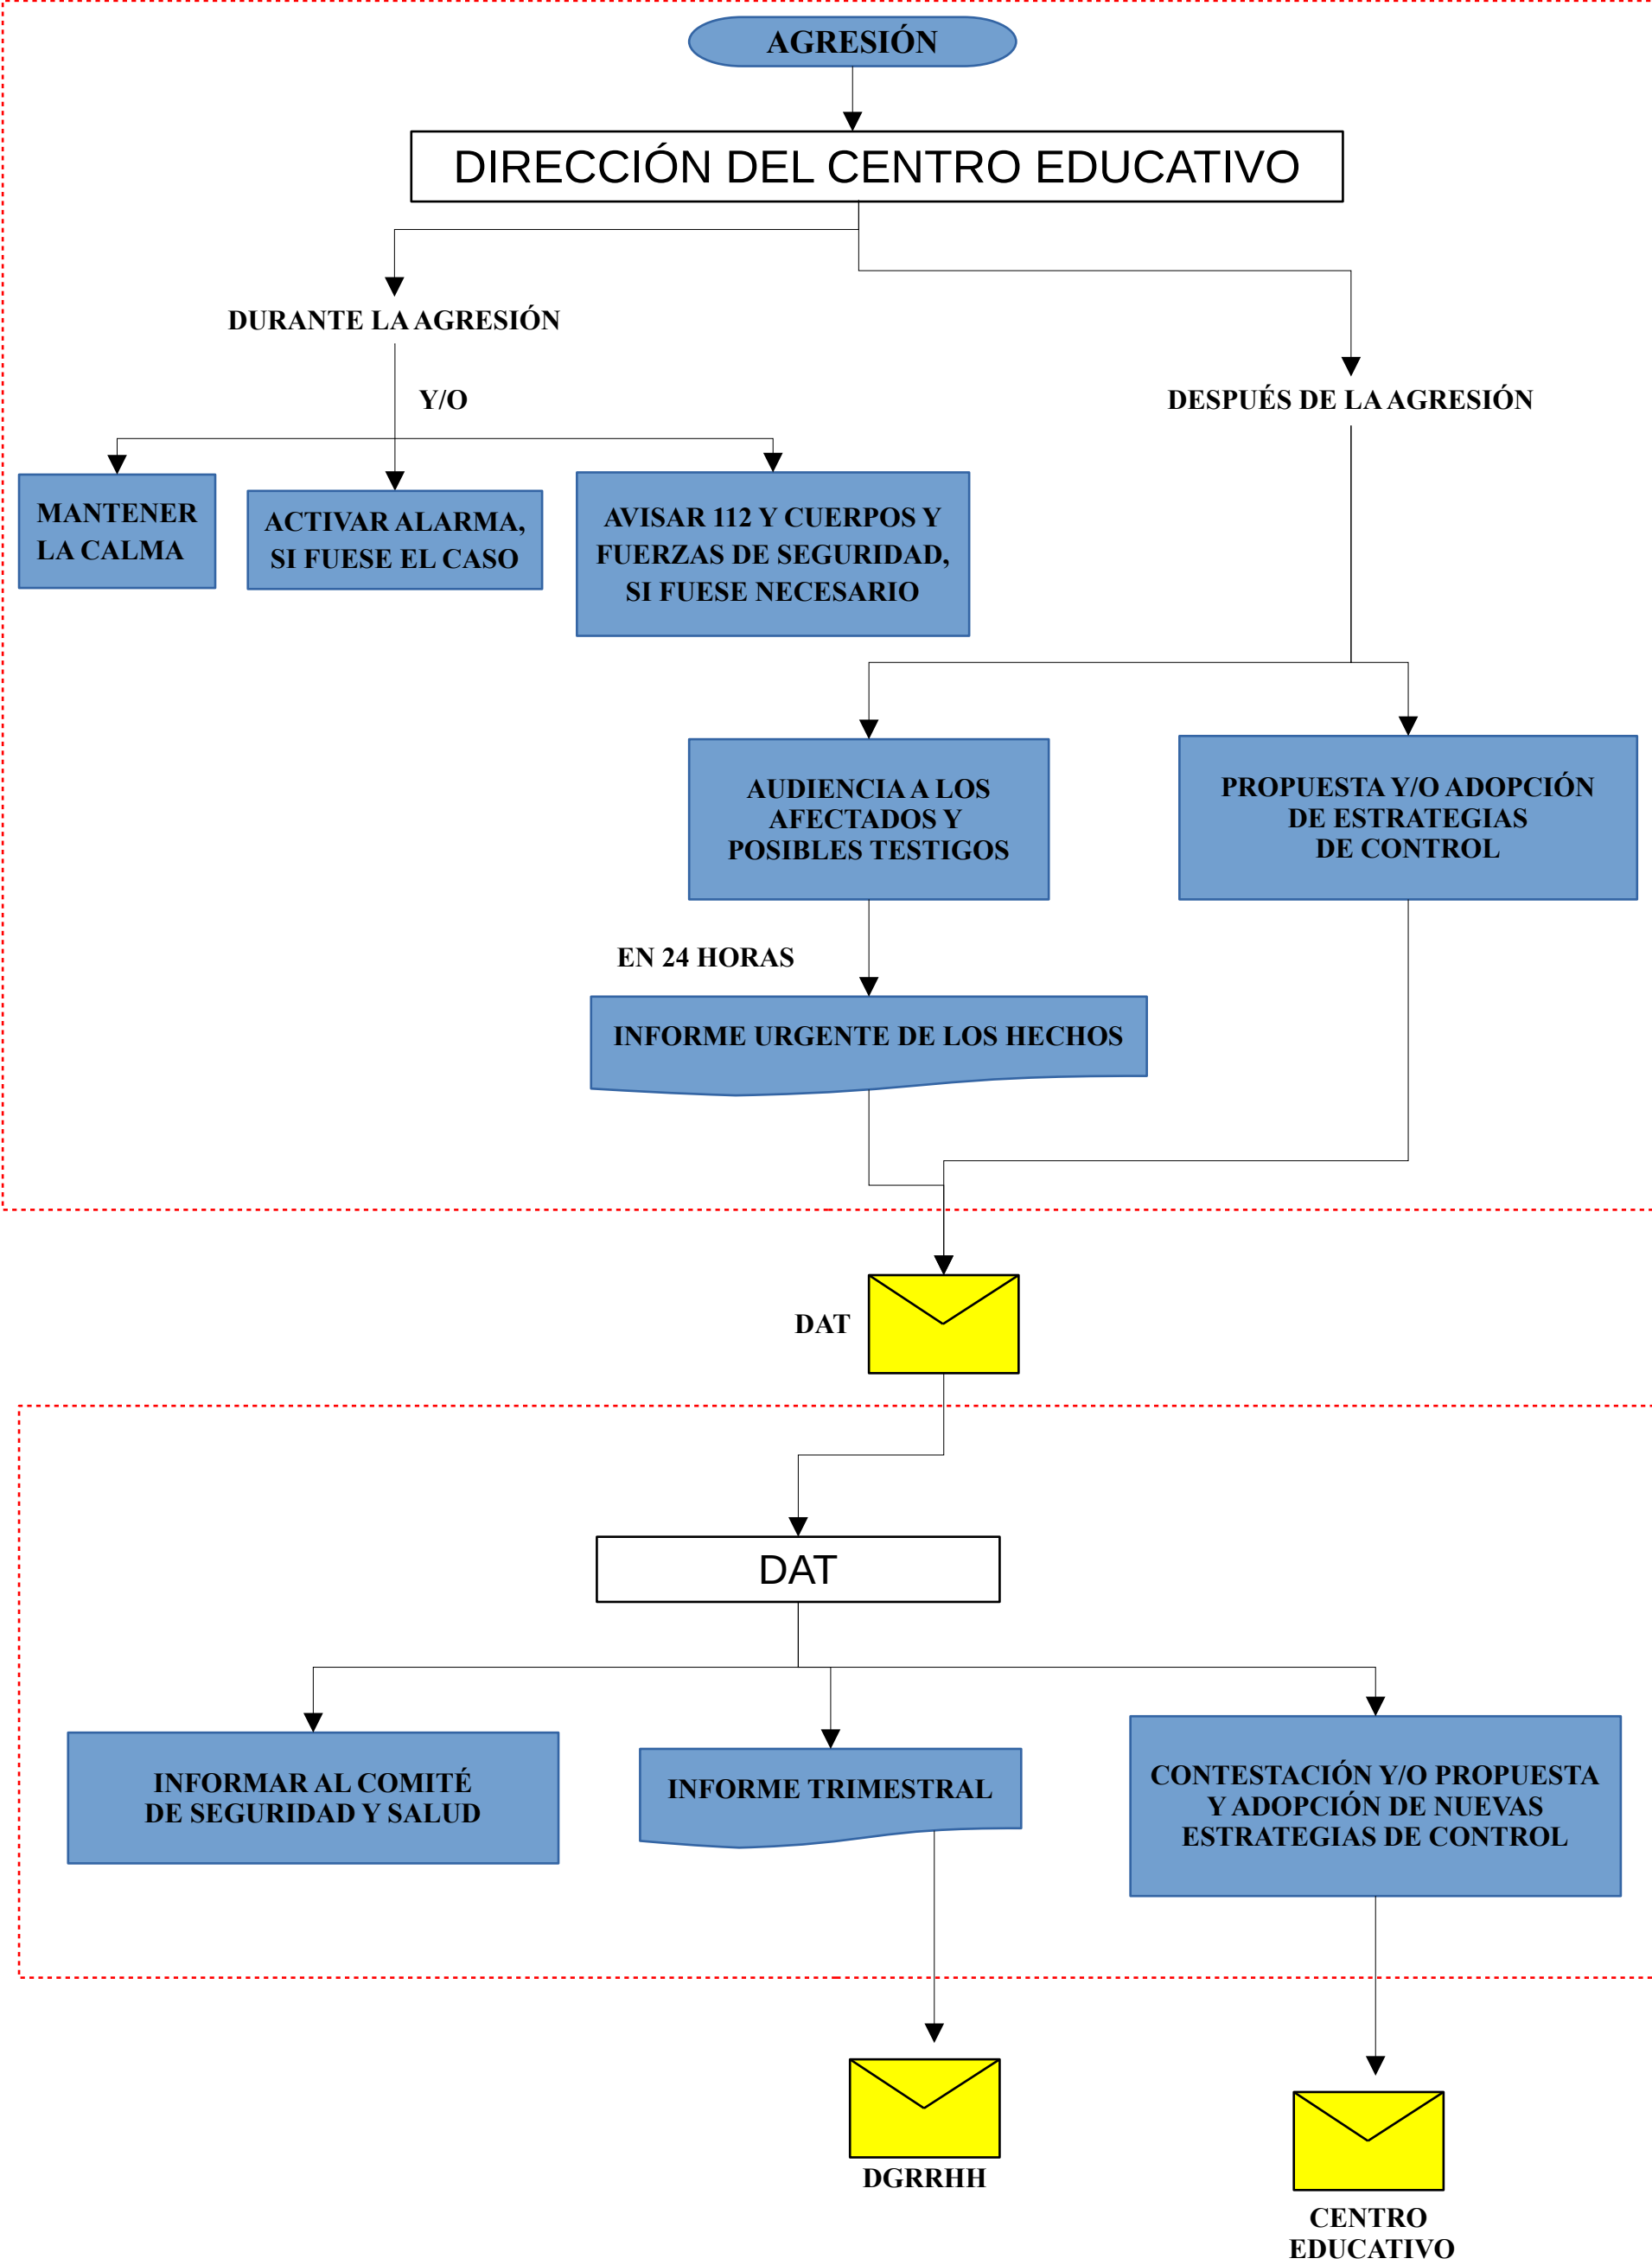 AGRESIÓN
DIRECCIÓN DEL CENTRO EDUCATIVO
DURANTE LA AGRESIÓN
Y/O
DESPUÉS DE LA AGRESIÓN
MANTENER
LA CALMA
ACTIVAR ALARMA,
SI FUESE EL CASO
AVISAR 112 Y CUERPOS Y
FUERZAS DE SEGURIDAD,
SI FUESE NECESARIO
AUDIENCIA A LOS
AFECTADOS Y
POSIBLES TESTIGOS
PROPUESTA Y/O ADOPCIÓN
DE ESTRATEGIAS
DE CONTROL
EN 24 HORAS
INFORME URGENTE DE LOS HECHOS
DAT
DAT
INFORMAR AL COMITÉ
DE SEGURIDAD Y SALUD
INFORME TRIMESTRAL
CONTESTACIÓN Y/O PROPUESTA
Y ADOPCIÓN DE NUEVAS
ESTRATEGIAS DE CONTROL
DGRRHH
CENTRO
EDUCATIVO